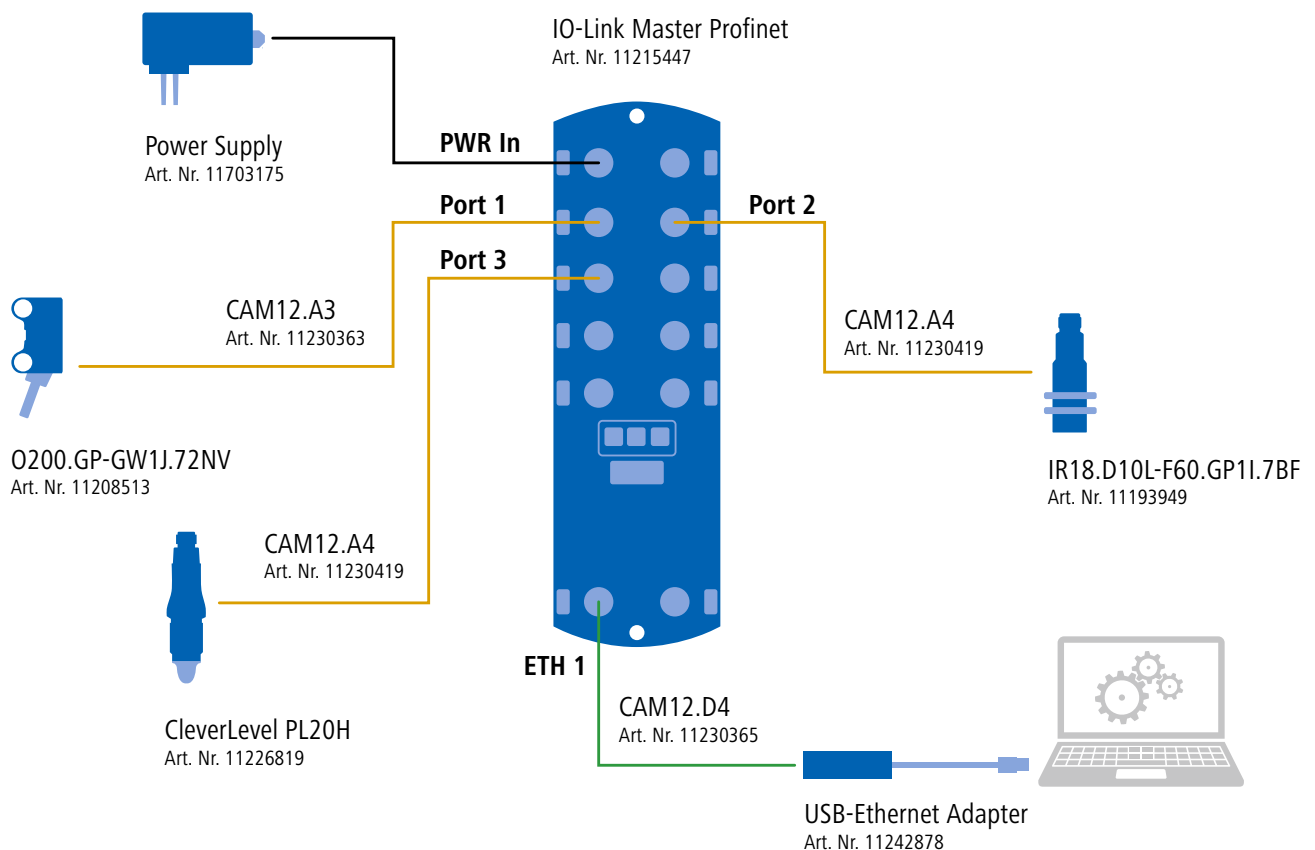 IO-Link Master Profinet
Art. Nr. 11215447
Power Supply
Art. Nr. 11703175
PWR In
Port 1
Port 2
Port 3
CAM12.A3
Art. Nr. 11230363
CAM12.A4
Art. Nr. 11230419
O200.GP-GW1J.72NV
Art. Nr. 11208513
IR18.D10L-F60.GP1I.7BF
Art. Nr. 11193949
CAM12.A4
Art. Nr. 11230419
ETH 1
CleverLevel PL20H
Art. Nr. 11226819
CAM12.D4
Art. Nr. 11230365
USB-Ethernet Adapter
Art. Nr. 11242878